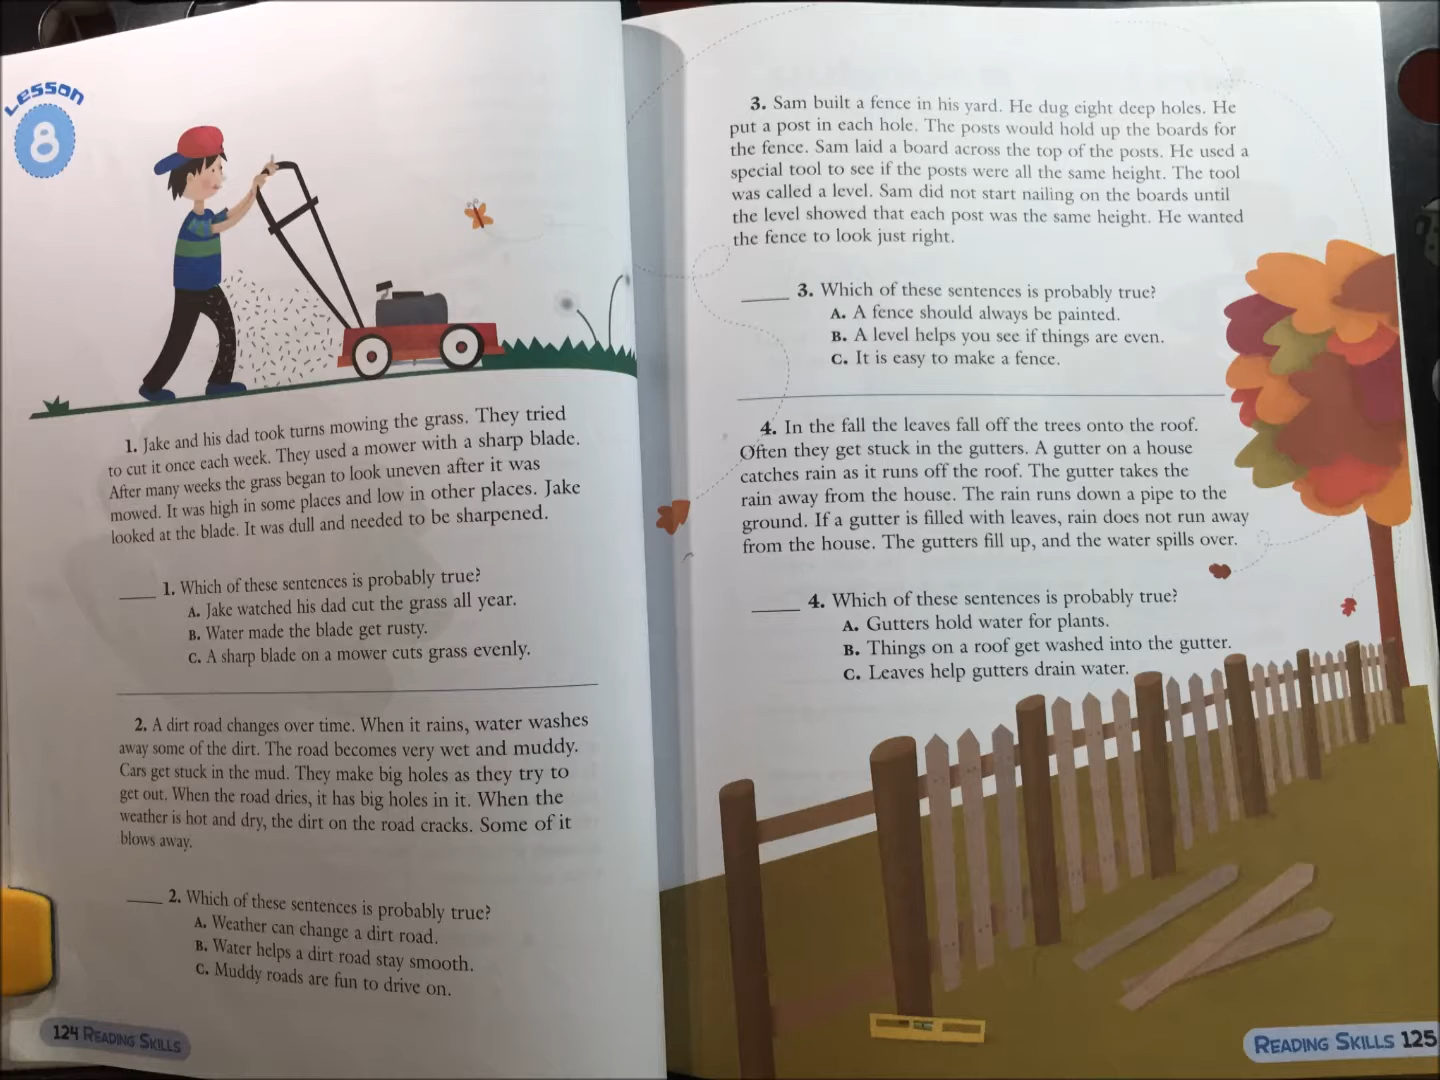 Lesson
8
1. Jake and his dad took turns mowing the grass. They tried
to cut it once each week. They used a mower with a sharp blade.
After many weeks the grass began to look uneven after it was
mowed. It was high in some places and low in other places. Jake
looked at the blade. It was dull and needed to be sharpened.
1. Which of these sentences is probably true?
A. Jake watched his dad cut the grass all year.
B. Water made the blade get rusty.
C. A sharp blade on a mower cuts grass evenly.
2. A dirt road changes over time. When it rains, water washes
away some of the dirt. The road becomes very wet and muddy.
Cars get stuck in the mud. They make big holes as they try to
get out. When the road dries, it has big holes in it. When the
weather is hot and dry, the dirt on the road cracks. Some of it
blows away.
2. Which of these sentences is probably true?
A. Weather can change a dirt road.
B. Water helps a dirt road stay smooth.
C. Muddy roads are fun to drive on.
124 Reading Skills
3. Sam built a fence in his yard. He dug eight deep holes. He
put a post in each hole. The posts would hold up the boards for
the fence. Sam laid a board across the top of the posts. He used a
special tool to see if the posts were all the same height. The tool
was called a level. Sam did not start nailing on the boards until
the level showed that each post was the same height. He wanted
the fence to look just right.
3. Which of these sentences is probably true?
A. A fence should always be painted.
B. A level helps you see if things are even.
C. It is easy to make a fence.
4. In the fall the leaves fall off the trees onto the roof.
Often they get stuck in the gutters. A gutter on a house
catches rain as it runs off the roof. The gutter takes the
rain away from the house. The rain runs down a pipe to the
ground. If a gutter is filled with leaves, rain does not run away
from the house. The gutters fill up, and the water spills over.
4. Which of these sentences is probably true?
A. Gutters hold water for plants.
B. Things on a roof get washed into the gutter.
C. Leaves help gutters drain water.
Reading Skills 125